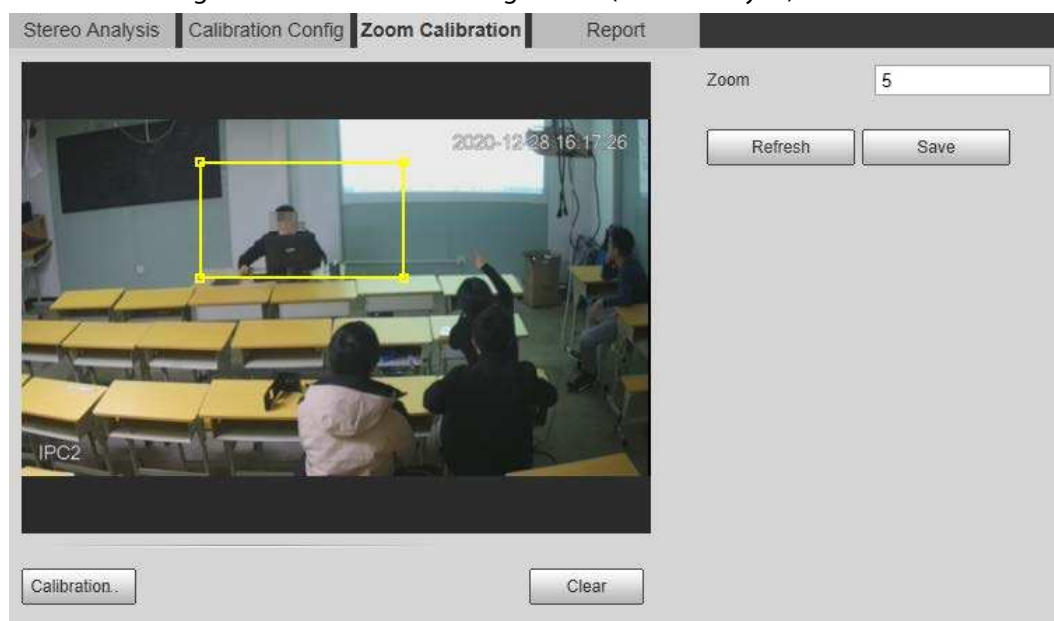 Stereo Analysis Calibration Config Zoom Calibration Report
Zoom 5
2020-12-28 16:17:26
Refresh Save
IPC2
Calibration..
Clear